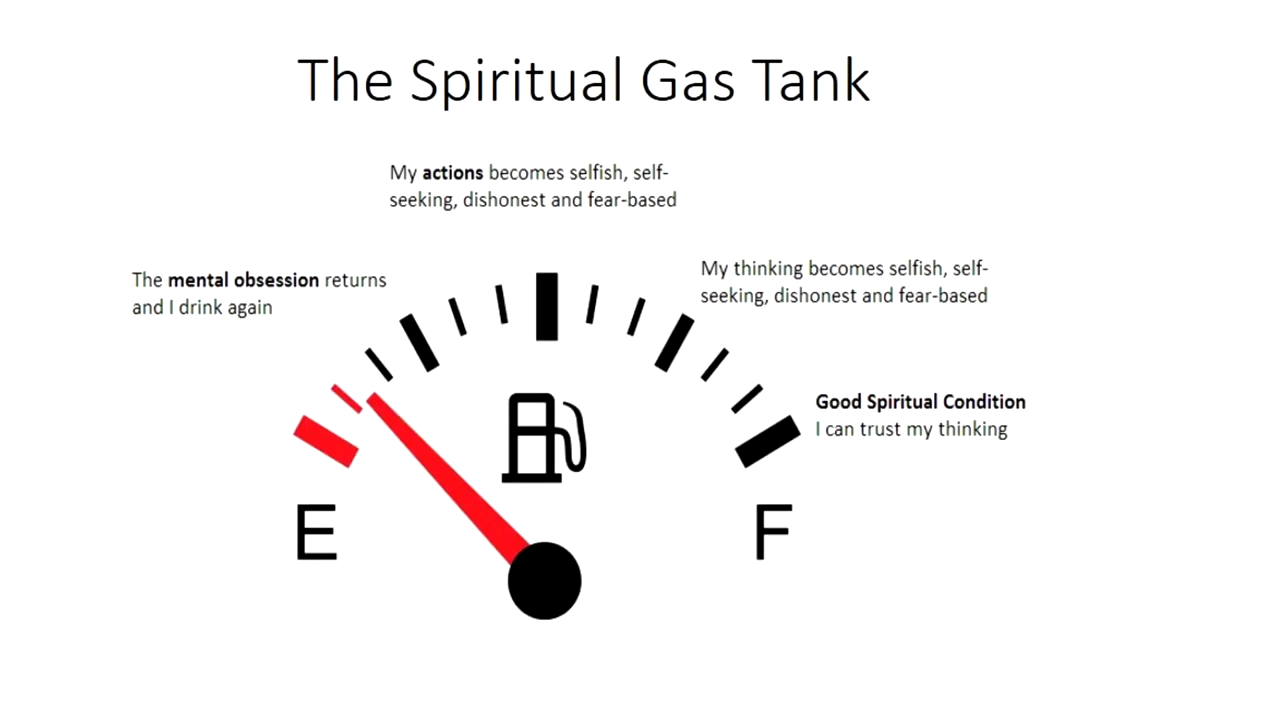 The Spiritual Gas Tank
My actions becomes selfish, self-
seeking, dishonest and fear-based
The mental obsession returns
and I drink again
My thinking becomes selfish, self-
seeking, dishonest and fear-based
Good Spiritual Condition
I can trust my thinking
E
F